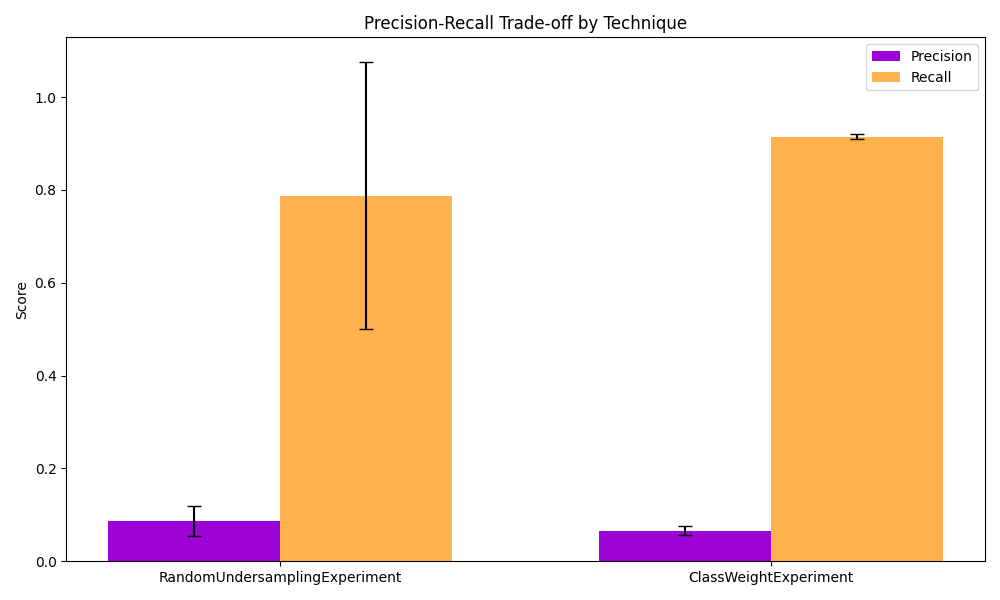 Precision-Recall Trade-off by Technique
Precision
Recall
Score
1.0
0.8
0.6
0.4
0.2
0.0
RandomUndersamplingExperiment
ClassWeightExperiment